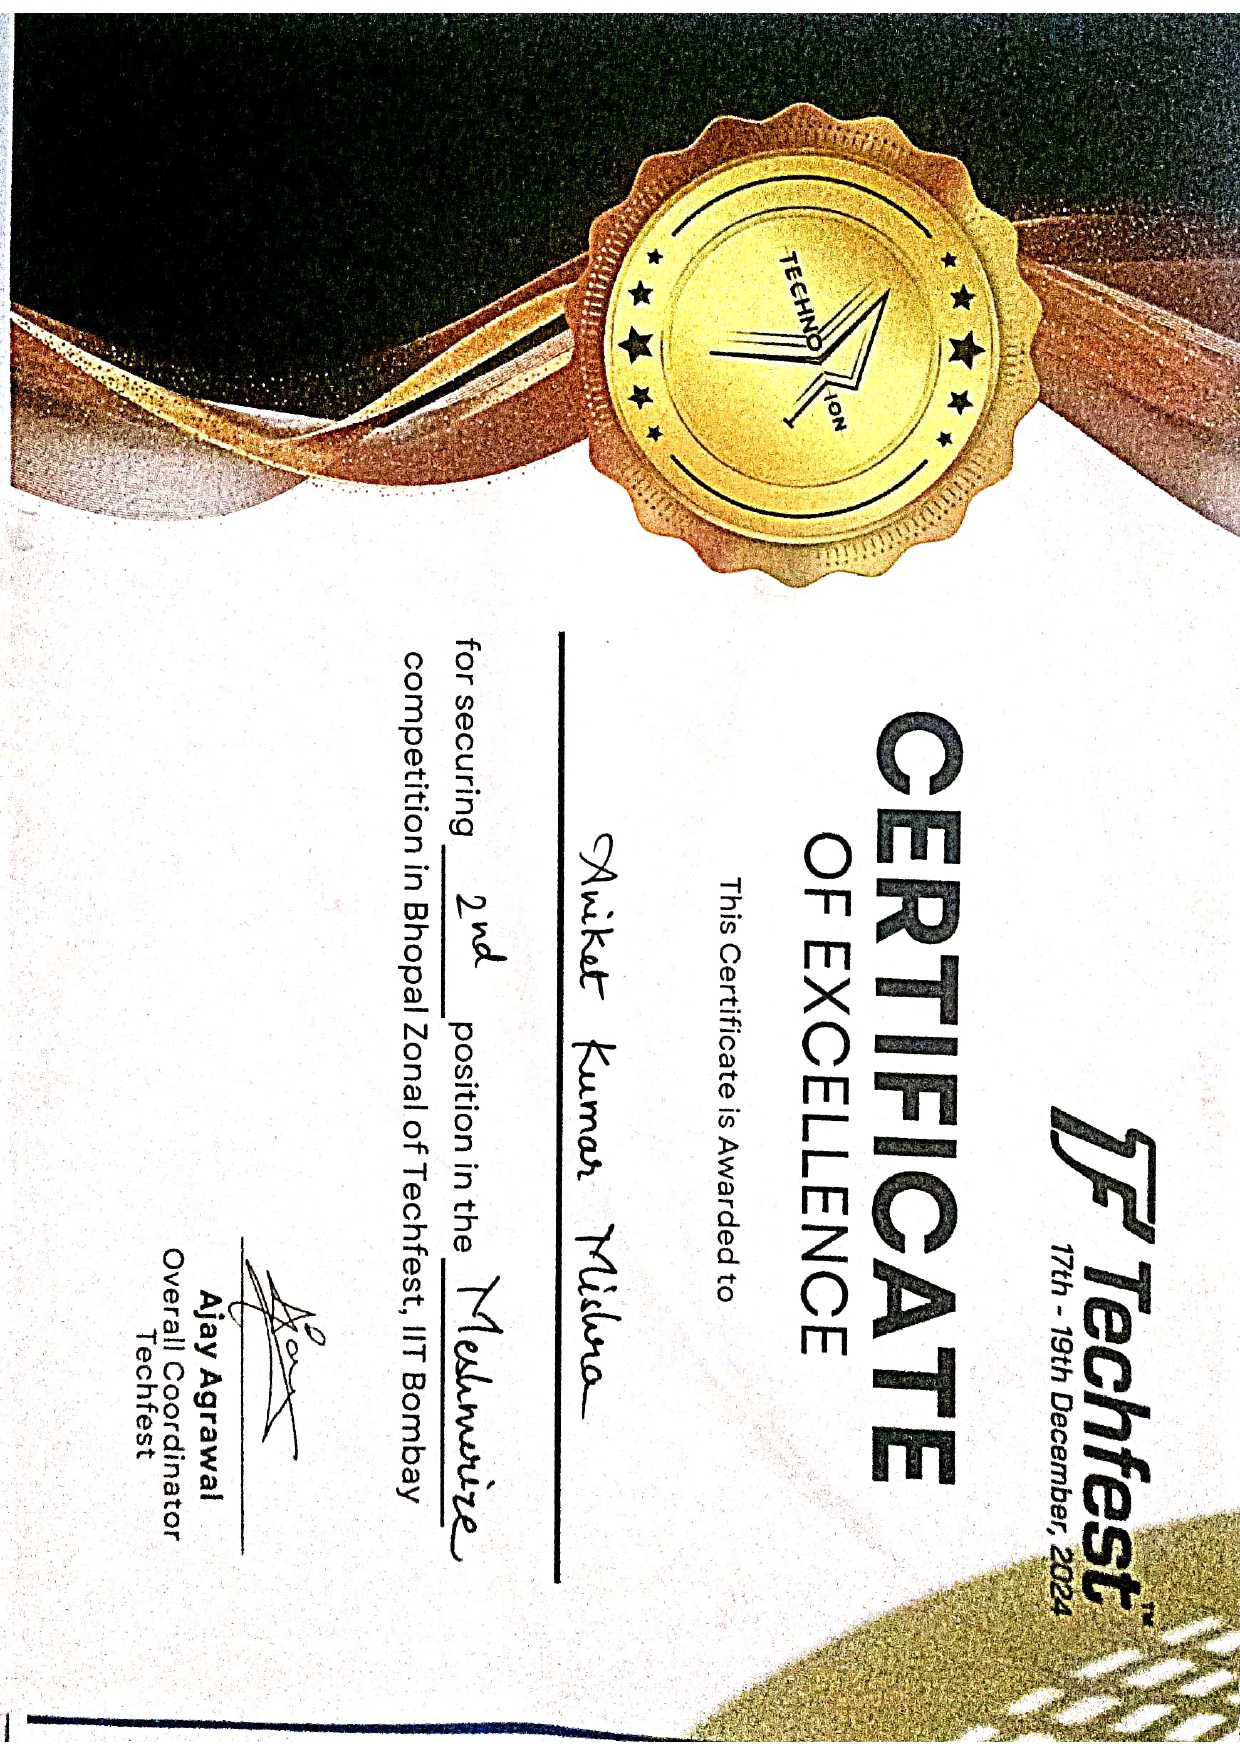 TF Techfest™
17th - 19th December, 2024
CERTIFICATE
OF EXCELLENCE
This Certificate is Awarded to
Aniket Kumar Mishra
for securing 2nd position in the Meshmerize
competition in Bhopal Zonal of Techfest, IIT Bombay
TECHNO ION
Ajay
Ajay Agrawal
Overall Coordinator
Techfest